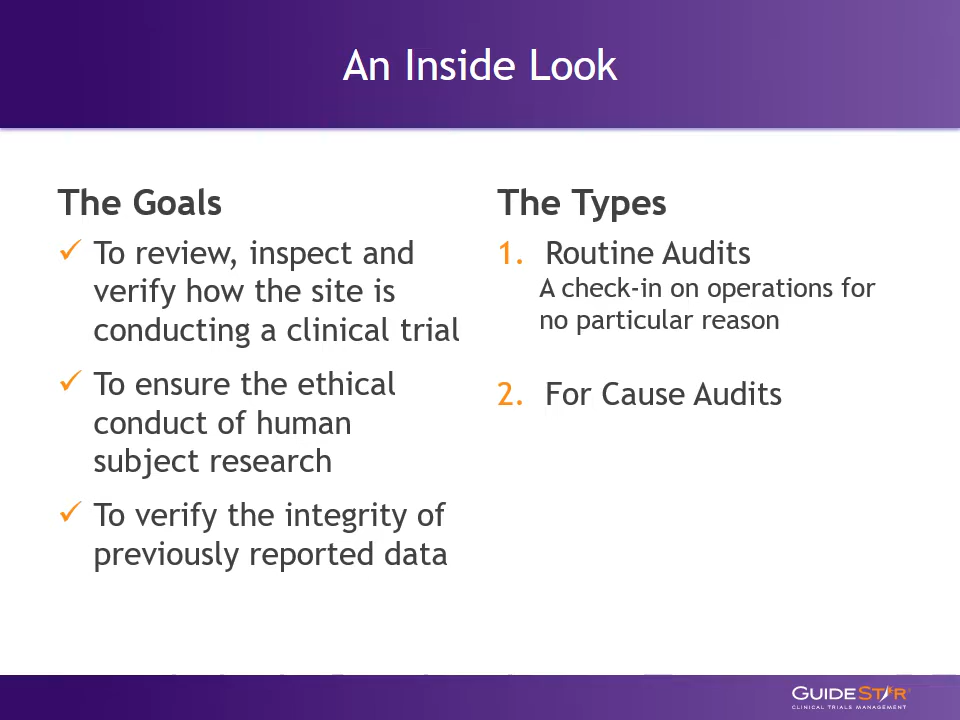 An Inside Look
The Goals
✓ To review, inspect and
verify how the site is
conducting a clinical trial
✓ To ensure the ethical
conduct of human
subject research
✓ To verify the integrity of
previously reported data
The Types
1. Routine Audits
A check-in on operations for
no particular reason
2. For Cause Audits
GUIDESTAR
CLINICAL TRIALS MANAGEMENT